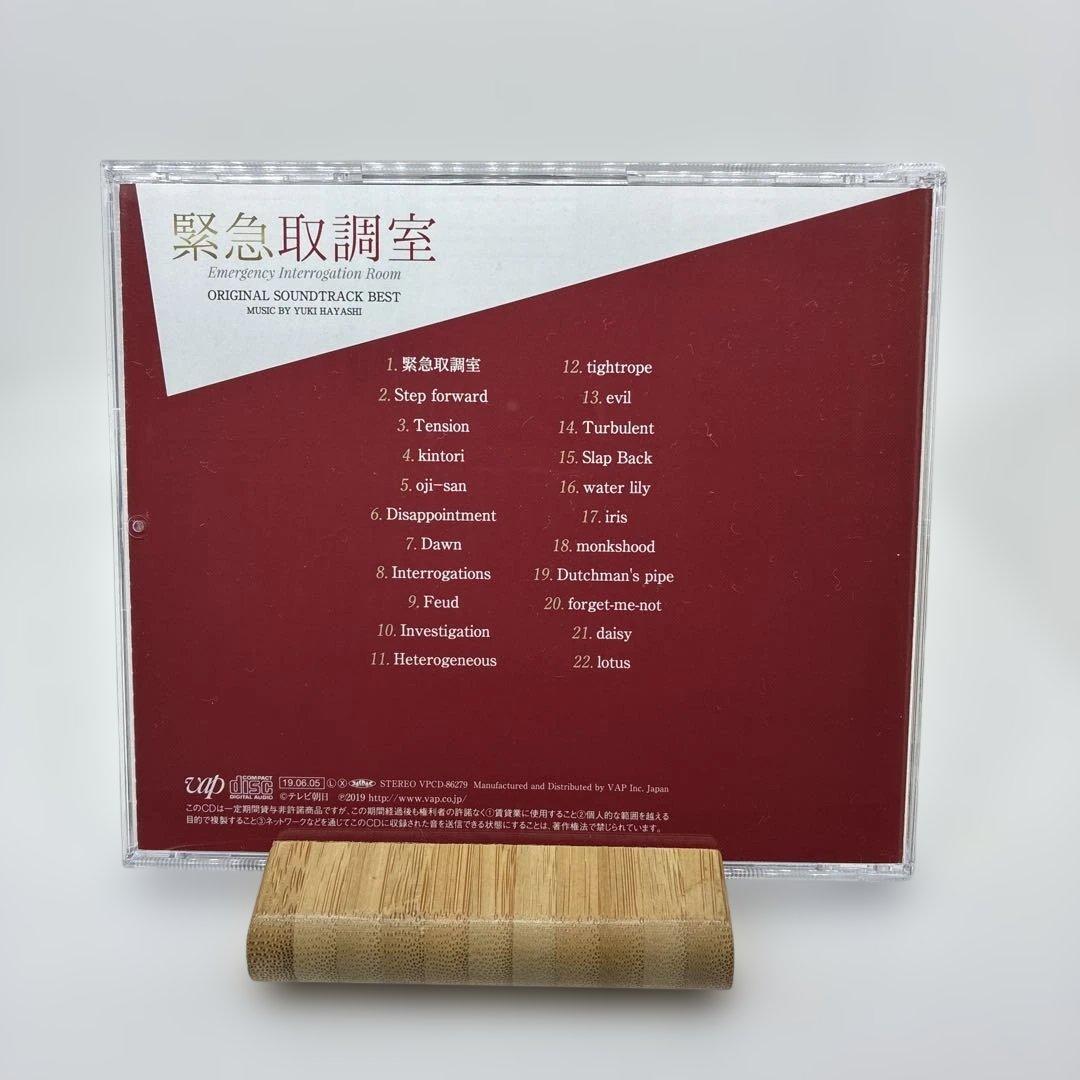 緊急取調室
Emergency Interrogation Room
ORIGINAL SOUNDTRACK BEST
MUSIC BY YUKI HAYASHI
1. 緊急取調室
2. Step forward
3. Tension
4. kintori
5. oji-san
6. Disappointment
7. Dawn
8. Interrogations
9. Feud
10. Investigation
11. Heterogeneous
12. tightrope
13. evil
14. Turbulent
15. Slap Back
16. water lily
17. iris
18. monkshood
19. Dutchman's pipe
20. forget-me-not
21. daisy
22. lotus
vap COMPACT disc DIGITAL AUDIO 19.06.05 Ⓛ Ⓧ STEREO VPCD-86279 Manufactured and Distributed by VAP Inc. Japan
©テレビ朝日 ℗2019 http://www.vap.co.jp/
このCDは一定期間貸与非許諾商品ですが、この期間経過後も権利者の許諾なく①賃貸業に使用すること②個人的な範囲を越える
目的で複製すること③ネットワークなどを通じてこのCDに収録された音を送信できる状態にすることは、著作権法で禁じられています。